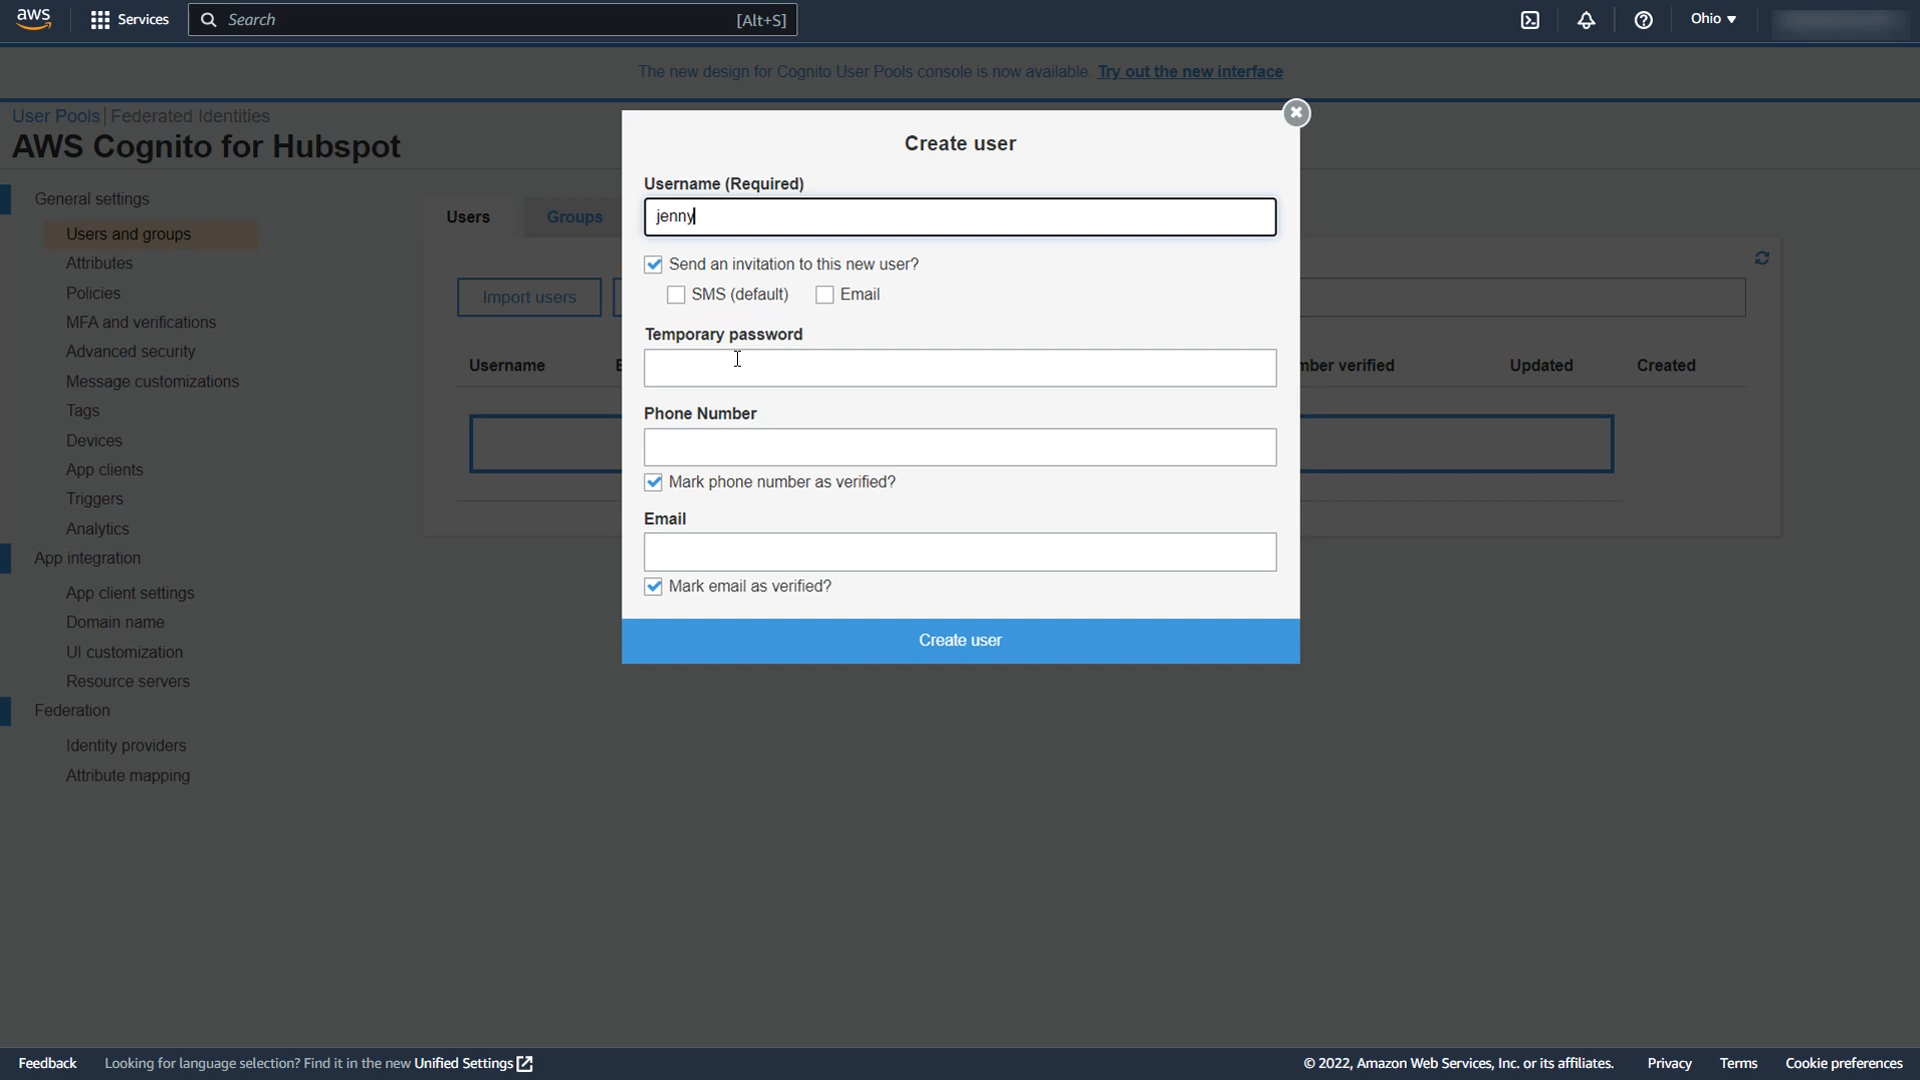 aws
Services
Search
[Alt+S]
Ohio
The new design for Cognito User Pools console is now available. Try out the new interface
User Pools | Federated Identities
AWS Cognito for Hubspot
General settings
Users and groups
Attributes
Policies
MFA and verifications
Advanced security
Message customizations
Tags
Devices
App clients
Triggers
Analytics
App integration
App client settings
Domain name
UI customization
Resource servers
Federation
Identity providers
Attribute mapping
Users
Groups
Import users
Username
Updated
Created
verified
Create user
Username (Required)
jenny
Send an invitation to this new user?
SMS (default)
Email
Temporary password
Phone Number
Mark phone number as verified?
Email
Mark email as verified?
Create user
Feedback
Looking for language selection? Find it in the new Unified Settings
© 2022, Amazon Web Services, Inc. or its affiliates.
Privacy
Terms
Cookie preferences